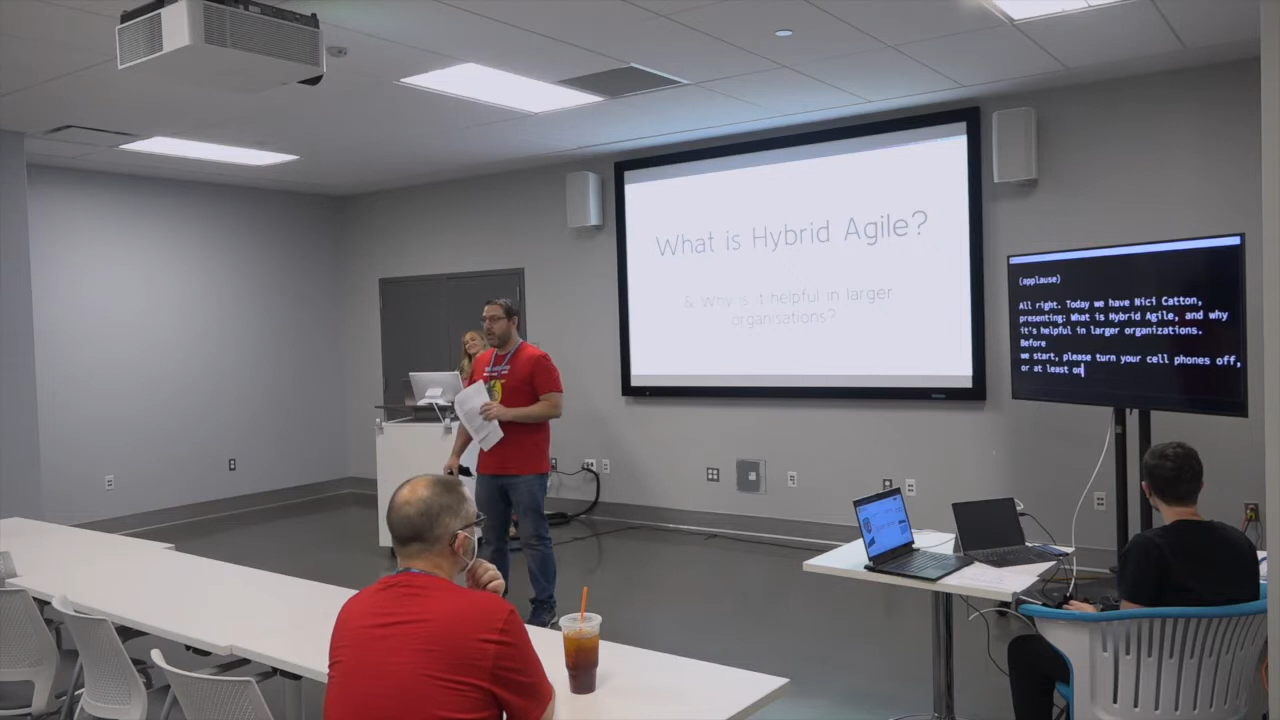 What is Hybrid Agile?
& Why is it helpful in larger
organisations?
(applause)
All right. Today we have Nici Catton,
presenting: What is Hybrid Agile, and why
it's helpful in larger organizations.
Before
we start, please turn your cell phones off,
or at least on